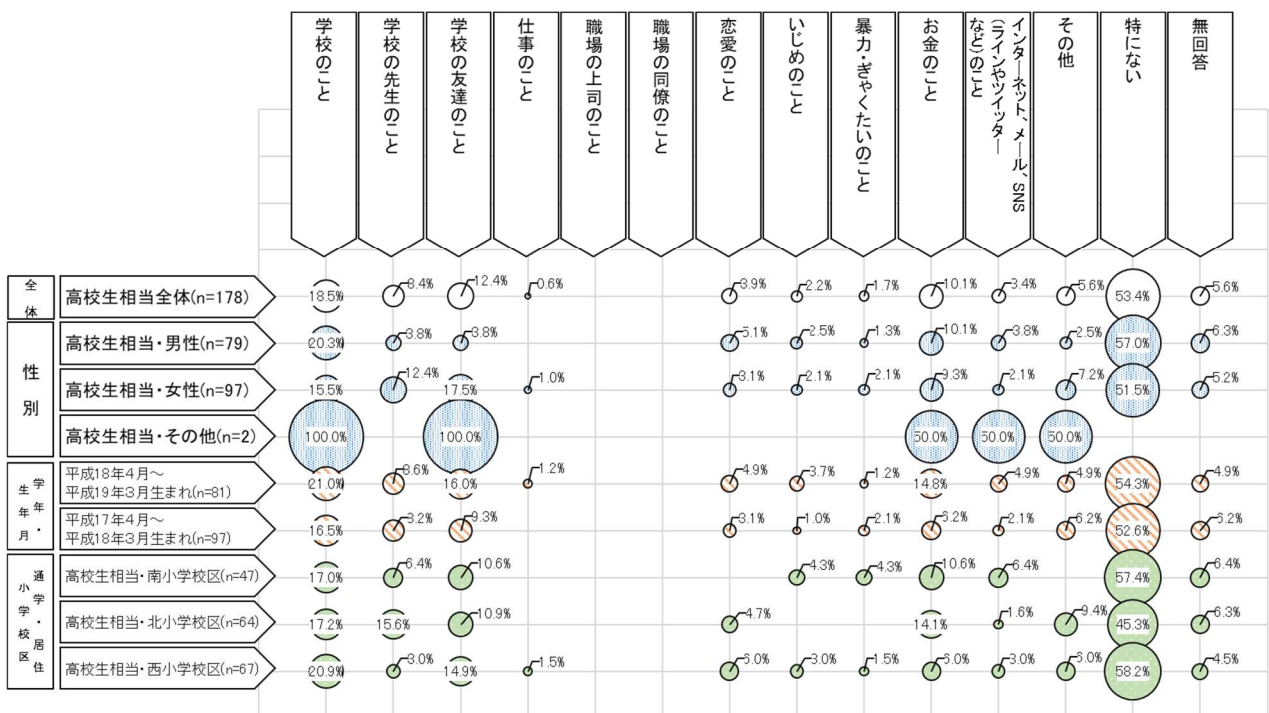 学校のこと
学校の先生のこと
学校の友達のこと
仕事のこと
職場の上司のこと
職場の同僚のこと
恋愛のこと
いじめのこと
暴力・ぎゃくたいのこと
お金のこと
インターネット、メール、SNS
(ラインやツイッター
など)のこと
その他
特にない
無回答
全体
高校生相当全体(n=178)
18.5% 8.4% 12.4% 0.6% 3.9% 2.2% 1.7% 10.1% 3.4% 5.6% 53.4% 5.6%
性別
高校生相当・男性(n=79)
20.3% 3.8% 3.8% 5.1% 2.5% 1.3% 10.1% 3.8% 2.5% 57.0% 6.3%
高校生相当・女性(n=97)
15.5% 12.4% 17.5% 1.0% 3.1% 2.1% 2.1% 9.3% 2.1% 7.2% 51.5% 5.2%
高校生相当・その他(n=2)
100.0% 100.0% 50.0% 50.0% 50.0%
学年・
生年月
平成18年4月～
平成19年3月生まれ(n=81)
21.0% 8.6% 16.0% 1.2% 4.9% 3.7% 1.2% 14.8% 4.9% 4.9% 54.3% 4.9%
平成17年4月～
平成18年3月生まれ(n=97)
16.5% 8.2% 9.3% 3.1% 1.0% 2.1% 6.2% 2.1% 6.2% 52.6% 6.2%
通学・居住
小学校区
高校生相当・南小学校区(n=47)
17.0% 6.4% 10.6% 4.3% 4.3% 10.6% 6.4% 57.4% 6.4%
高校生相当・北小学校区(n=64)
17.2% 15.6% 10.9% 4.7% 14.1% 1.6% 9.4% 45.3% 6.3%
高校生相当・西小学校区(n=67)
20.9% 3.0% 14.9% 1.5% 6.0% 3.0% 1.5% 6.0% 3.0% 6.0% 58.2% 4.5%